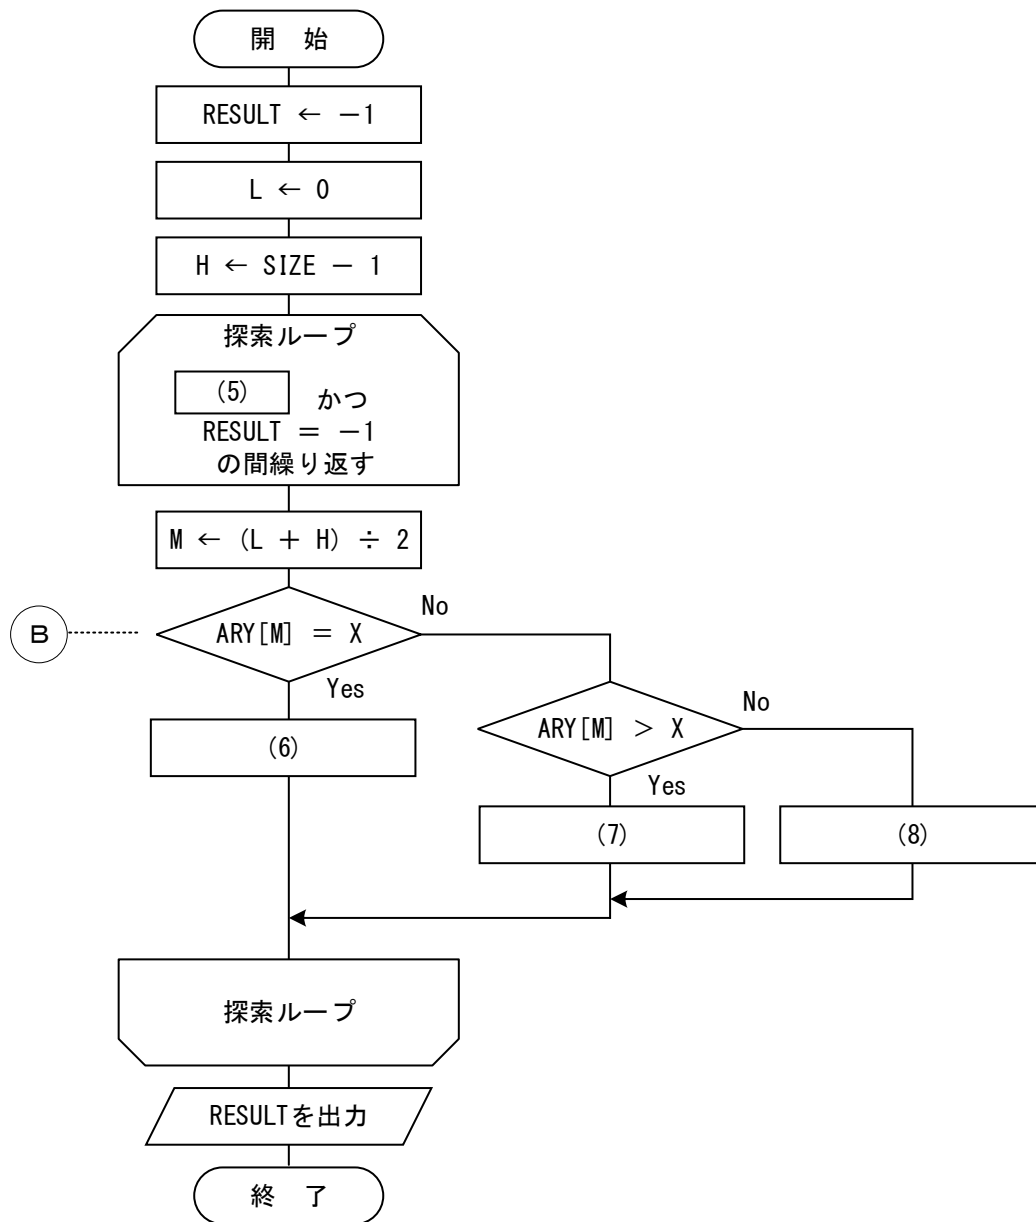 開 始
RESULT ← －1
L ← 0
H ← SIZE － 1
探索ループ
(5) かつ
RESULT ＝ －1
の間繰り返す
M ← (L ＋ H) ÷ 2
B
ARY[M] ＝ X
No
Yes
(6)
ARY[M] ＞ X
No
Yes
(7)
(8)
探索ループ
RESULTを出力
終 了